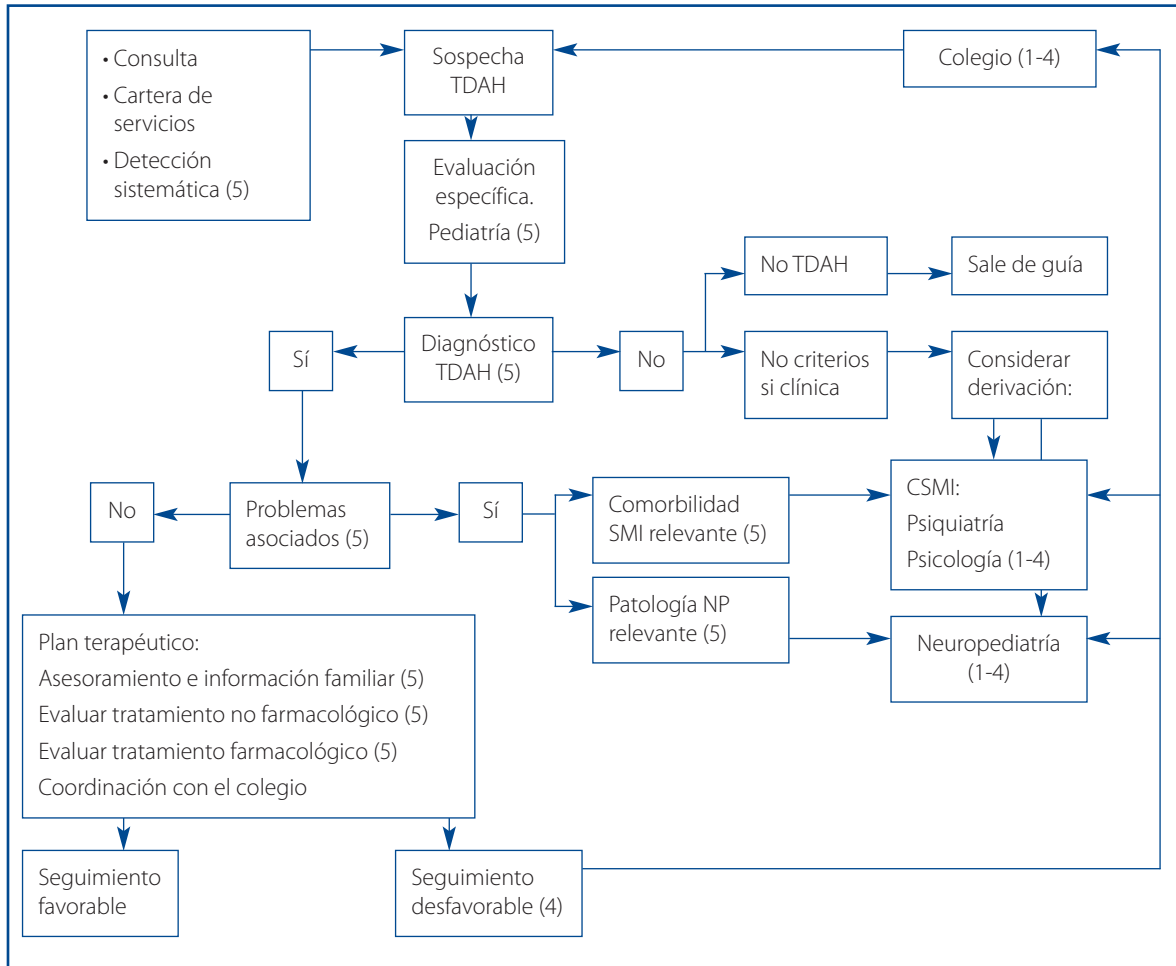 • Consulta
• Cartera de
servicios
• Detección
sistemática (5)
Sospecha
TDAH
Colegio (1-4)
Evaluación
específica.
Pediatría (5)
No TDAH
Sale de guía
Sí
Diagnóstico
TDAH (5)
No
No criterios
si clínica
Considerar
derivación:
No
Problemas
asociados (5)
Sí
Comorbilidad
SMI relevante (5)
CSMI:
Psiquiatría
Psicología (1-4)
Patología NP
relevante (5)
Neuropediatría
(1-4)
Plan terapéutico:
Asesoramiento e información familiar (5)
Evaluar tratamiento no farmacológico (5)
Evaluar tratamiento farmacológico (5)
Coordinación con el colegio
Seguimiento
favorable
Seguimiento
desfavorable (4)